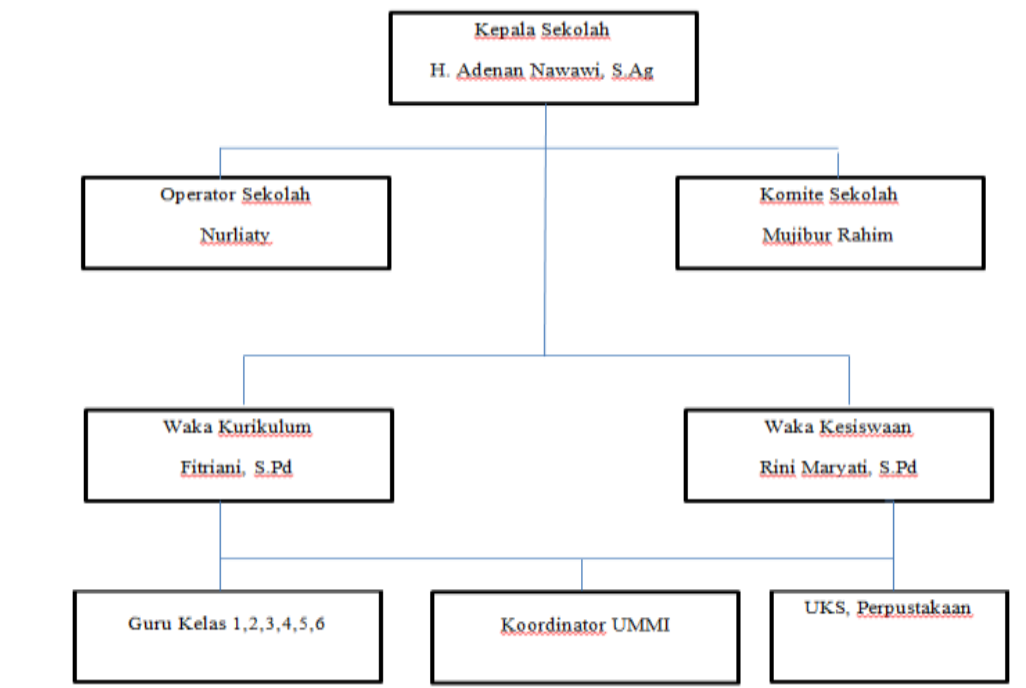 Kepala Sekolah
H. Adenan Nawawi, S.Ag
Operator Sekolah
Nurliaty
Komite Sekolah
Mujibur Rahim
Waka Kurikulum
Fitriani, S.Pd
Waka Kesiswaan
Rini Maryati, S.Pd
Guru Kelas 1,2,3,4,5,6
Koordinator UMMI
UKS, Perpustakaan